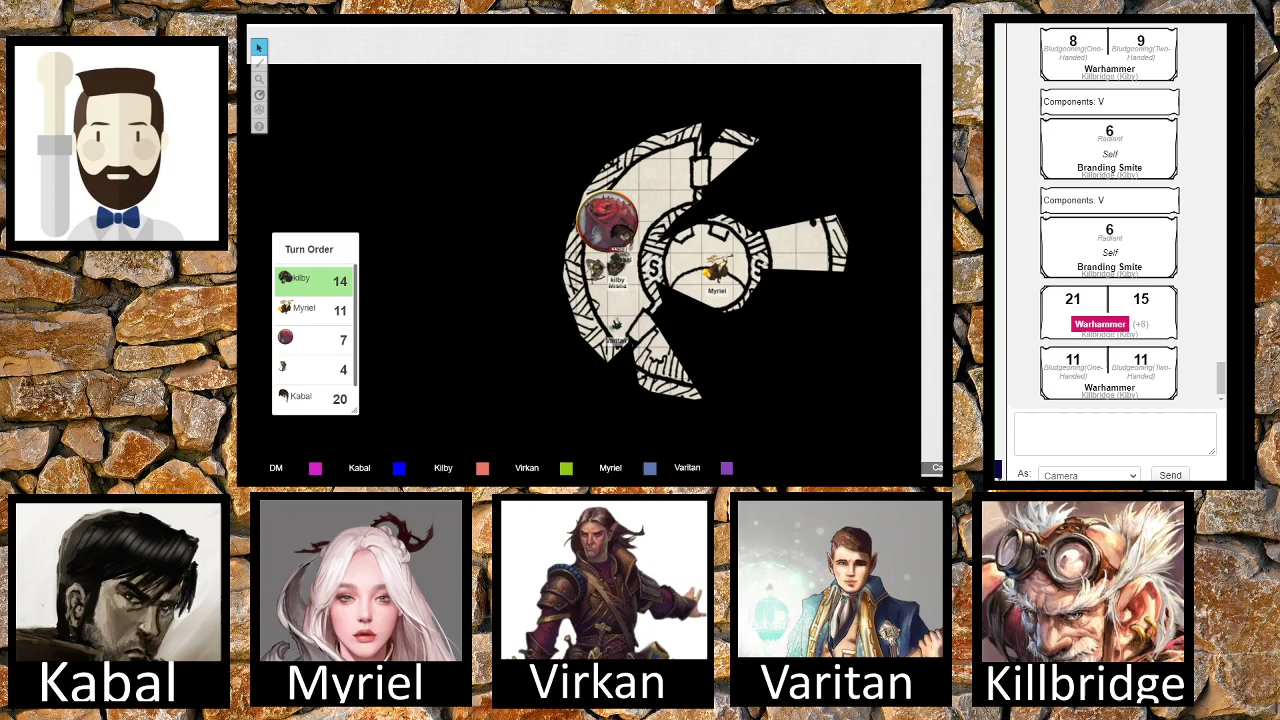 Turn Order
kilby 14
Myriel 11
7
4
Kabal 20
S
S
kilby
Misha
Myriel
Varitan
DM Kabal Kilby Virkan Myriel Varitan
Ca
8 9
Bludgeoning(One-Handed) Bludgeoning(Two-Handed)
Warhammer
Killbridge (Kiby)
Components: V
6
Radiant
Self
Branding Smite
Killbridge (Kiby)
Components: V
6
Radiant
Self
Branding Smite
Killbridge (Kiby)
21 15
Warhammer (+8)
Killbridge (Kiby)
11 11
Bludgeoning(One-Handed) Bludgeoning(Two-Handed)
Warhammer
Killbridge (Kiby)
As: Camera Send
Kabal
Myriel
Virkan
Varitan
Killbridge